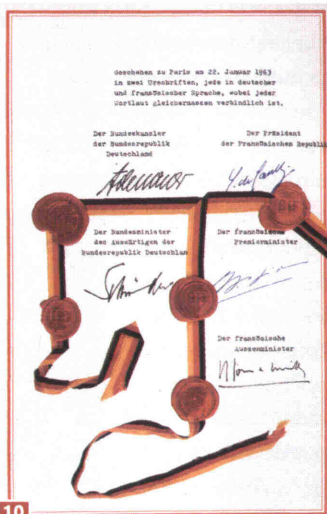 Geschehen zu Paris am 22. Januar 1963
in zwei Urschriften, jede in deutscher
und französischer Sprache, wobei jeder
Wortlaut gleichermassen verbindlich ist.
Der Bundeskanzler
der Bundesrepublik
Deutschland
Der Präsident
der Französischen Republik
Adenauer
Der Bundesminister
des Auswärtigen der
Bundesrepublik Deutschland
Der französische
Premierminister
Der französische
Aussenminister
10